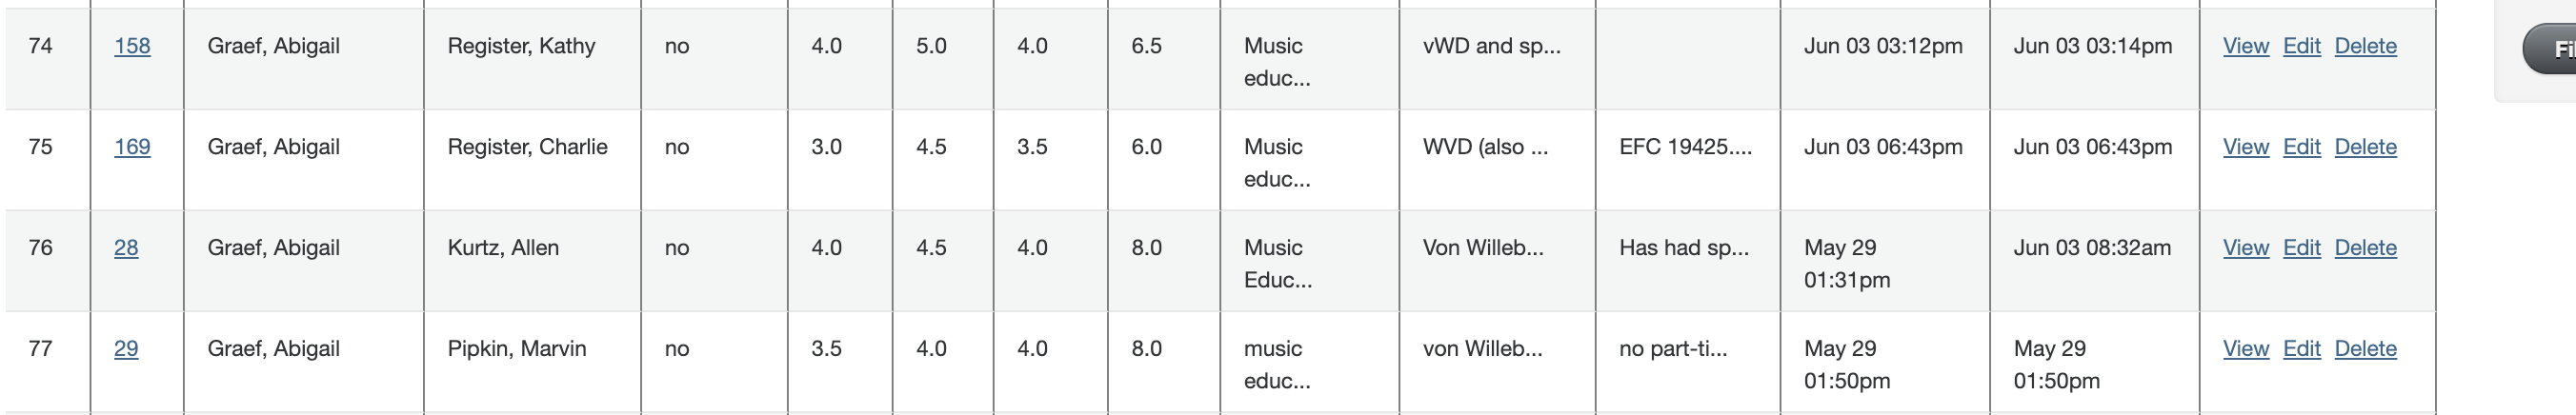 74 158 Graef, Abigail Register, Kathy no 4.0 5.0 4.0 6.5 Music educ... vWD and sp... Jun 03 03:12pm Jun 03 03:14pm View Edit Delete
75 169 Graef, Abigail Register, Charlie no 3.0 4.5 3.5 6.0 Music educ... WVD (also ... EFC 19425.... Jun 03 06:43pm Jun 03 06:43pm View Edit Delete
76 28 Graef, Abigail Kurtz, Allen no 4.0 4.5 4.0 8.0 Music Educ... Von Willeb... Has had sp... May 29 01:31pm Jun 03 08:32am View Edit Delete
77 29 Graef, Abigail Pipkin, Marvin no 3.5 4.0 4.0 8.0 music educ... von Willeb... no part-ti... May 29 01:50pm May 29 01:50pm View Edit Delete